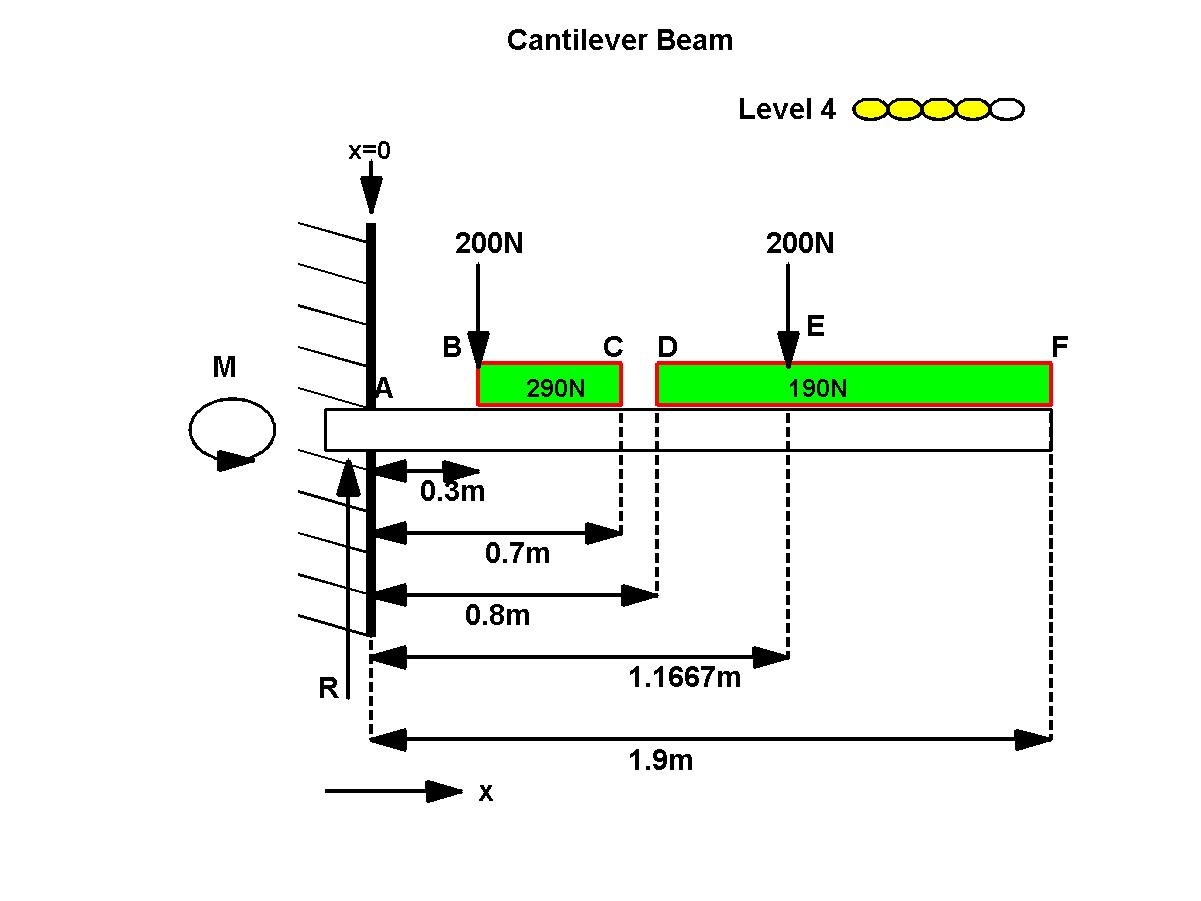 Cantilever Beam
Level 4
x=0
200N 200N
E
B C D F
M
290N 190N
A
0.3m
0.7m
0.8m
1.1667m
R
1.9m
x